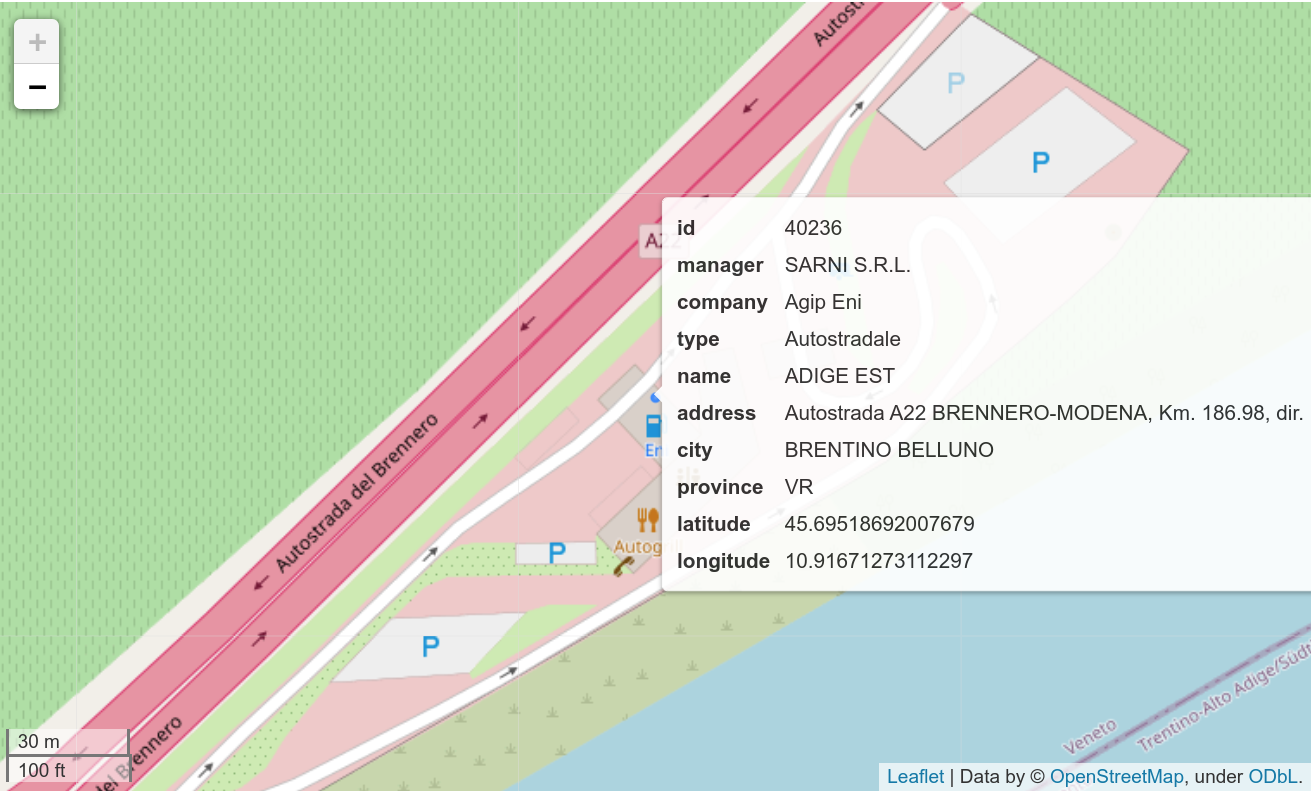 +
−
Autost
P
P
A22
id 40236
manager SARNI S.R.L.
company Agip Eni
type Autostradale
name ADIGE EST
address Autostrada A22 BRENNERO-MODENA, Km. 186.98, dir.
city BRENTINO BELLUNO
province VR
latitude 45.69518692007679
longitude 10.91671273112297
Autostrada del Brennero
P
P
del Brennero
Veneto
Trentino-Alto Adige/Südt
30 m
100 ft
Leaflet | Data by © OpenStreetMap, under ODbL.